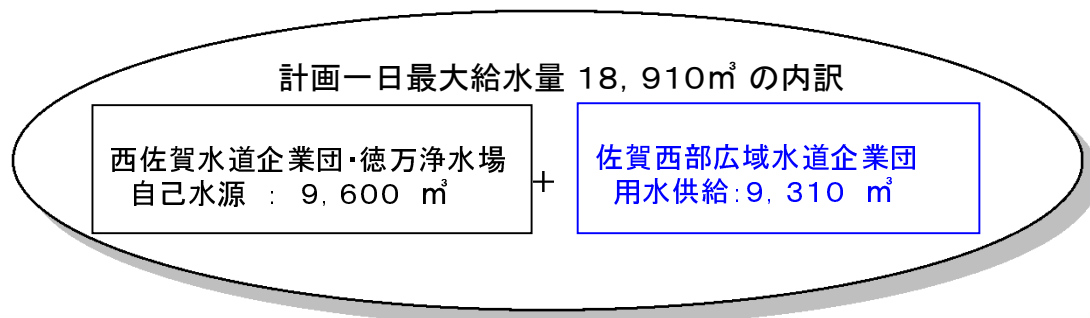 計画一日最大給水量 18，910㎥ の内訳
西佐賀水道企業団・徳万浄水場
自己水源 ： 9，600 ㎥
+
佐賀西部広域水道企業団
用水供給：9，310 ㎥